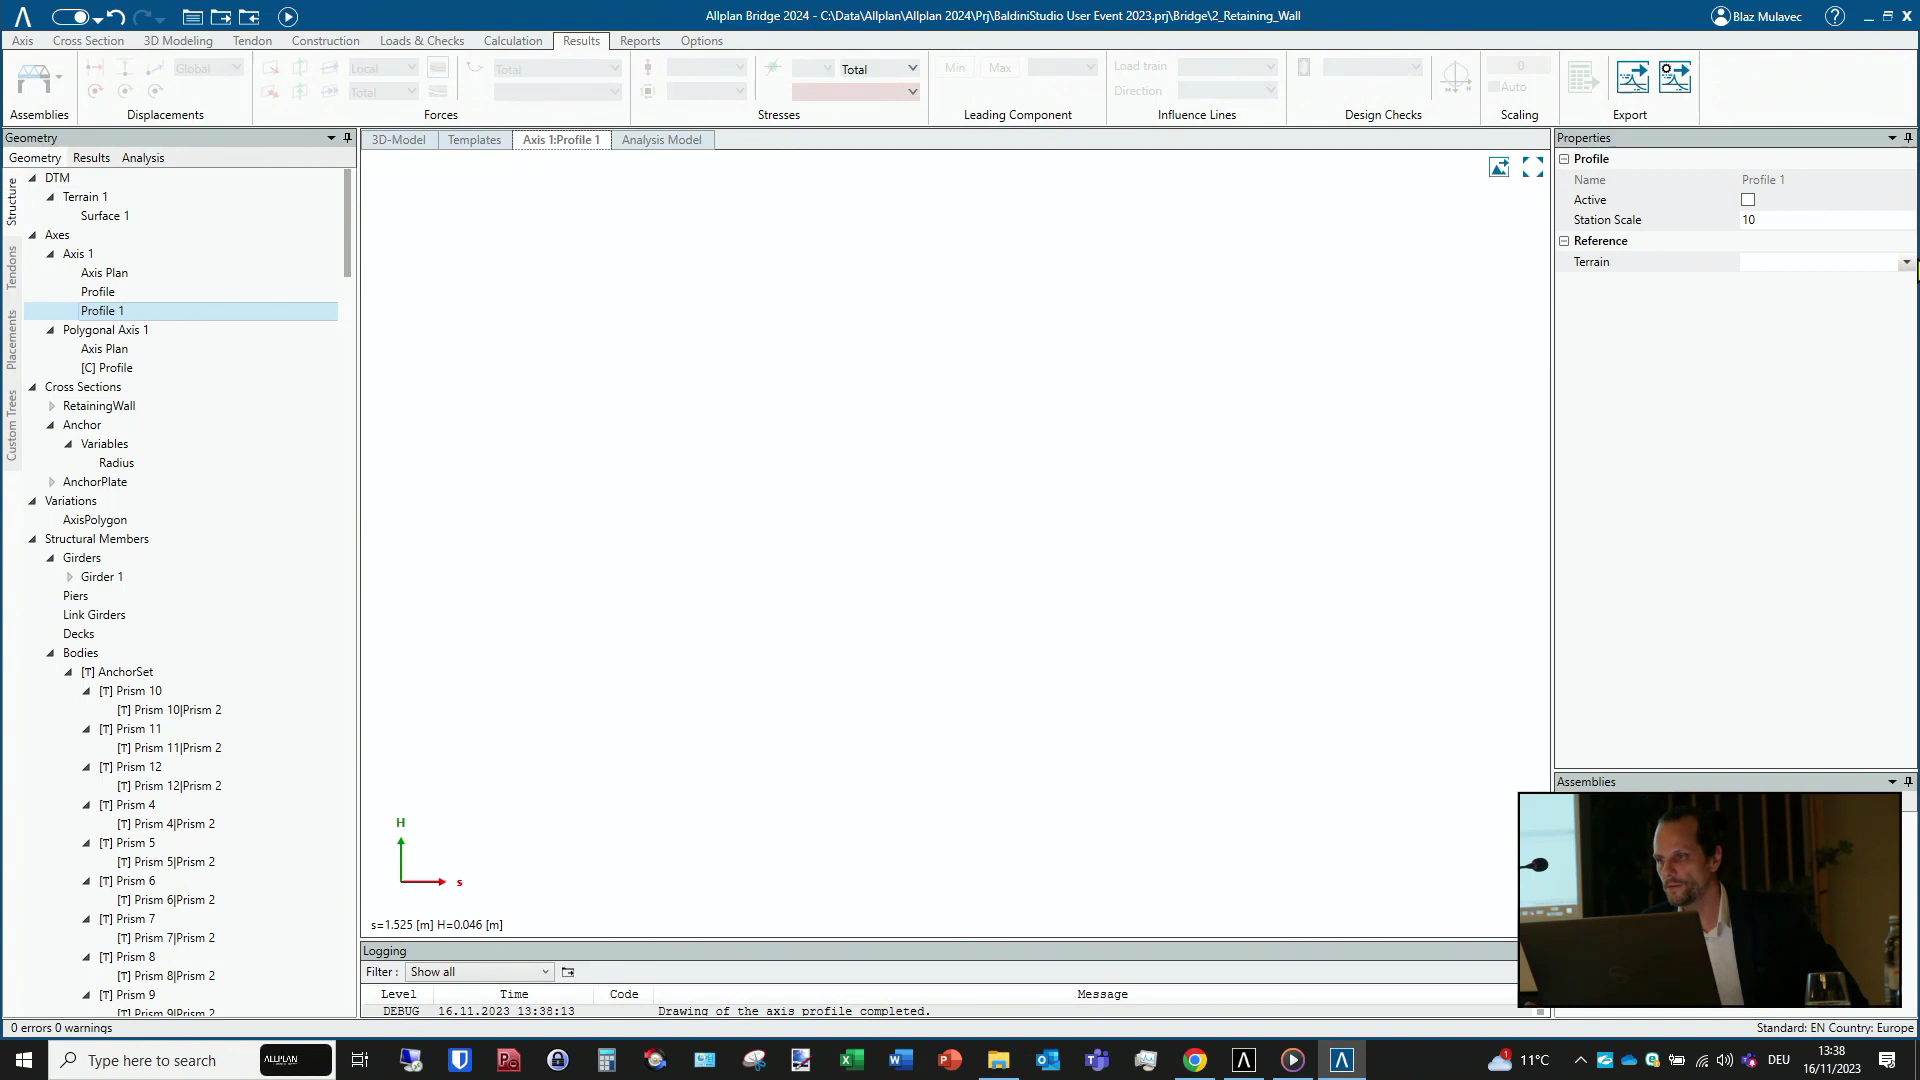 Allplan Bridge 2024 - C:\Data\Allplan\Allplan 2024\Prj\BaldiniStudio User Event 2023.prj\Bridge\2_Retaining_Wall
Blaz Mulavec
Axis
Cross Section
3D Modeling
Tendon
Construction
Loads & Checks
Calculation
Results
Reports
Options
Global
Local
Total
Total
Total
Min
Max
Load train
Direction
0
Auto
Assemblies
Displacements
Forces
Stresses
Leading Component
Influence Lines
Design Checks
Scaling
Export
Geometry
Geometry
Results
Analysis
Structure
Tendons
Placements
Custom Trees
DTM
Terrain 1
Surface 1
Axes
Axis 1
Axis Plan
Profile
Profile 1
Polygonal Axis 1
Axis Plan
[C] Profile
Cross Sections
RetainingWall
Anchor
Variables
Radius
AnchorPlate
Variations
AxisPolygon
Structural Members
Girders
Girder 1
Piers
Link Girders
Decks
Bodies
[T] AnchorSet
[T] Prism 10
[T] Prism 10|Prism 2
[T] Prism 11
[T] Prism 11|Prism 2
[T] Prism 12
[T] Prism 12|Prism 2
[T] Prism 4
[T] Prism 4|Prism 2
[T] Prism 5
[T] Prism 5|Prism 2
[T] Prism 6
[T] Prism 6|Prism 2
[T] Prism 7
[T] Prism 7|Prism 2
[T] Prism 8
[T] Prism 8|Prism 2
[T] Prism 9
[T] Prism 9|Prism 2
3D-Model
Templates
Axis 1:Profile 1
Analysis Model
H
s
s=1.525 [m] H=0.046 [m]
Logging
Filter :
Show all
Level
Time
Code
Message
DEBUG
16.11.2023 13:38:13
Drawing of the axis profile completed.
Properties
Profile
Name
Profile 1
Active
Station Scale
10
Reference
Terrain
Assemblies
0 errors 0 warnings
Standard: EN Country: Europe
Type here to search
ALLPLAN
11°C
DEU
13:38
16/11/2023